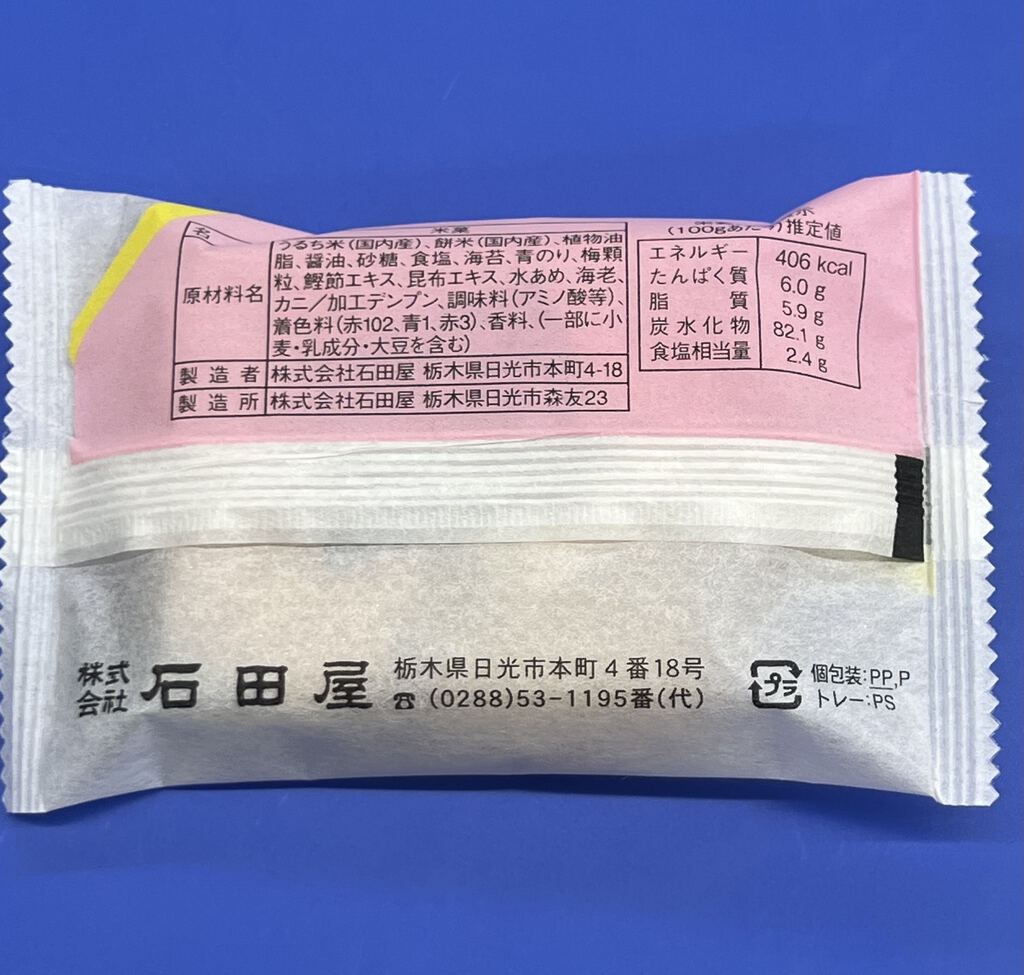 名
米菓
原材料名
うるち米(国内産)、餅米(国内産)、植物油
脂、醤油、砂糖、食塩、海苔、青のり、梅顆
粒、鰹節エキス、昆布エキス、水あめ、海老、
カニ/加工デンプン、調味料(アミノ酸等)、
着色料(赤102、青1、赤3)、香料、(一部に小
麦・乳成分・大豆を含む)
製造者 株式会社石田屋 栃木県日光市本町4-18
製造所 株式会社石田屋 栃木県日光市森友23
(100gあたり)推定値
エネルギー 406 kcal
たんぱく質 6.0 g
脂質 5.9 g
炭水化物 82.1 g
食塩相当量 2.4 g
株式会社 石田屋
栃木県日光市本町4番18号
☎ (0288)53-1195番(代)
プラ
個包装:PP,P
トレー:PS